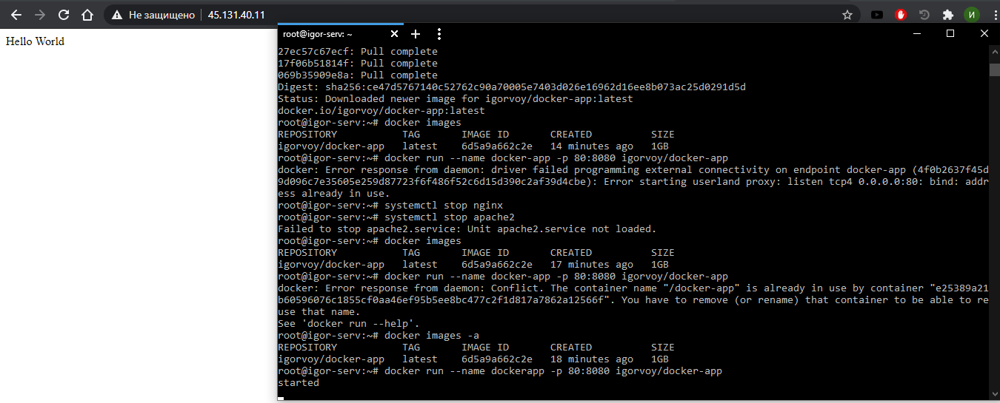 Не защищено 45.131.40.11
И
Hello World
root@igor-serv: ~
27ec57c67ecf: Pull complete
17f06b51814f: Pull complete
069b35909e8a: Pull complete
Digest: sha256:ce47d5767140c52762c90a70005e7403d026e16962d16ee8b073ac25d0291d5d
Status: Downloaded newer image for igorvoy/docker-app:latest
docker.io/igorvoy/docker-app:latest
root@igor-serv:~# docker images
REPOSITORY TAG IMAGE ID CREATED SIZE
igorvoy/docker-app latest 6d5a9a662c2e 14 minutes ago 1GB
root@igor-serv:~# docker run --name docker-app -p 80:8080 igorvoy/docker-app
docker: Error response from daemon: driver failed programming external connectivity on endpoint docker-app (4f0b2637f45d
9d096c7e35605e259d87723f6f486f52c6d15d390c2af39d4cbe): Error starting userland proxy: listen tcp4 0.0.0.0:80: bind: addr
ess already in use.
root@igor-serv:~# systemctl stop nginx
root@igor-serv:~# systemctl stop apache2
Failed to stop apache2.service: Unit apache2.service not loaded.
root@igor-serv:~# docker images
REPOSITORY TAG IMAGE ID CREATED SIZE
igorvoy/docker-app latest 6d5a9a662c2e 17 minutes ago 1GB
root@igor-serv:~# docker run --name docker-app -p 80:8080 igorvoy/docker-app
docker: Error response from daemon: Conflict. The container name "/docker-app" is already in use by container "e25389a21
b60596076c1855cf0aa46ef95b5ee8bc477c2f1d817a7862a12566f". You have to remove (or rename) that container to be able to re
use that name.
See 'docker run --help'.
root@igor-serv:~# docker images -a
REPOSITORY TAG IMAGE ID CREATED SIZE
igorvoy/docker-app latest 6d5a9a662c2e 18 minutes ago 1GB
root@igor-serv:~# docker run --name dockerapp -p 80:8080 igorvoy/docker-app
started